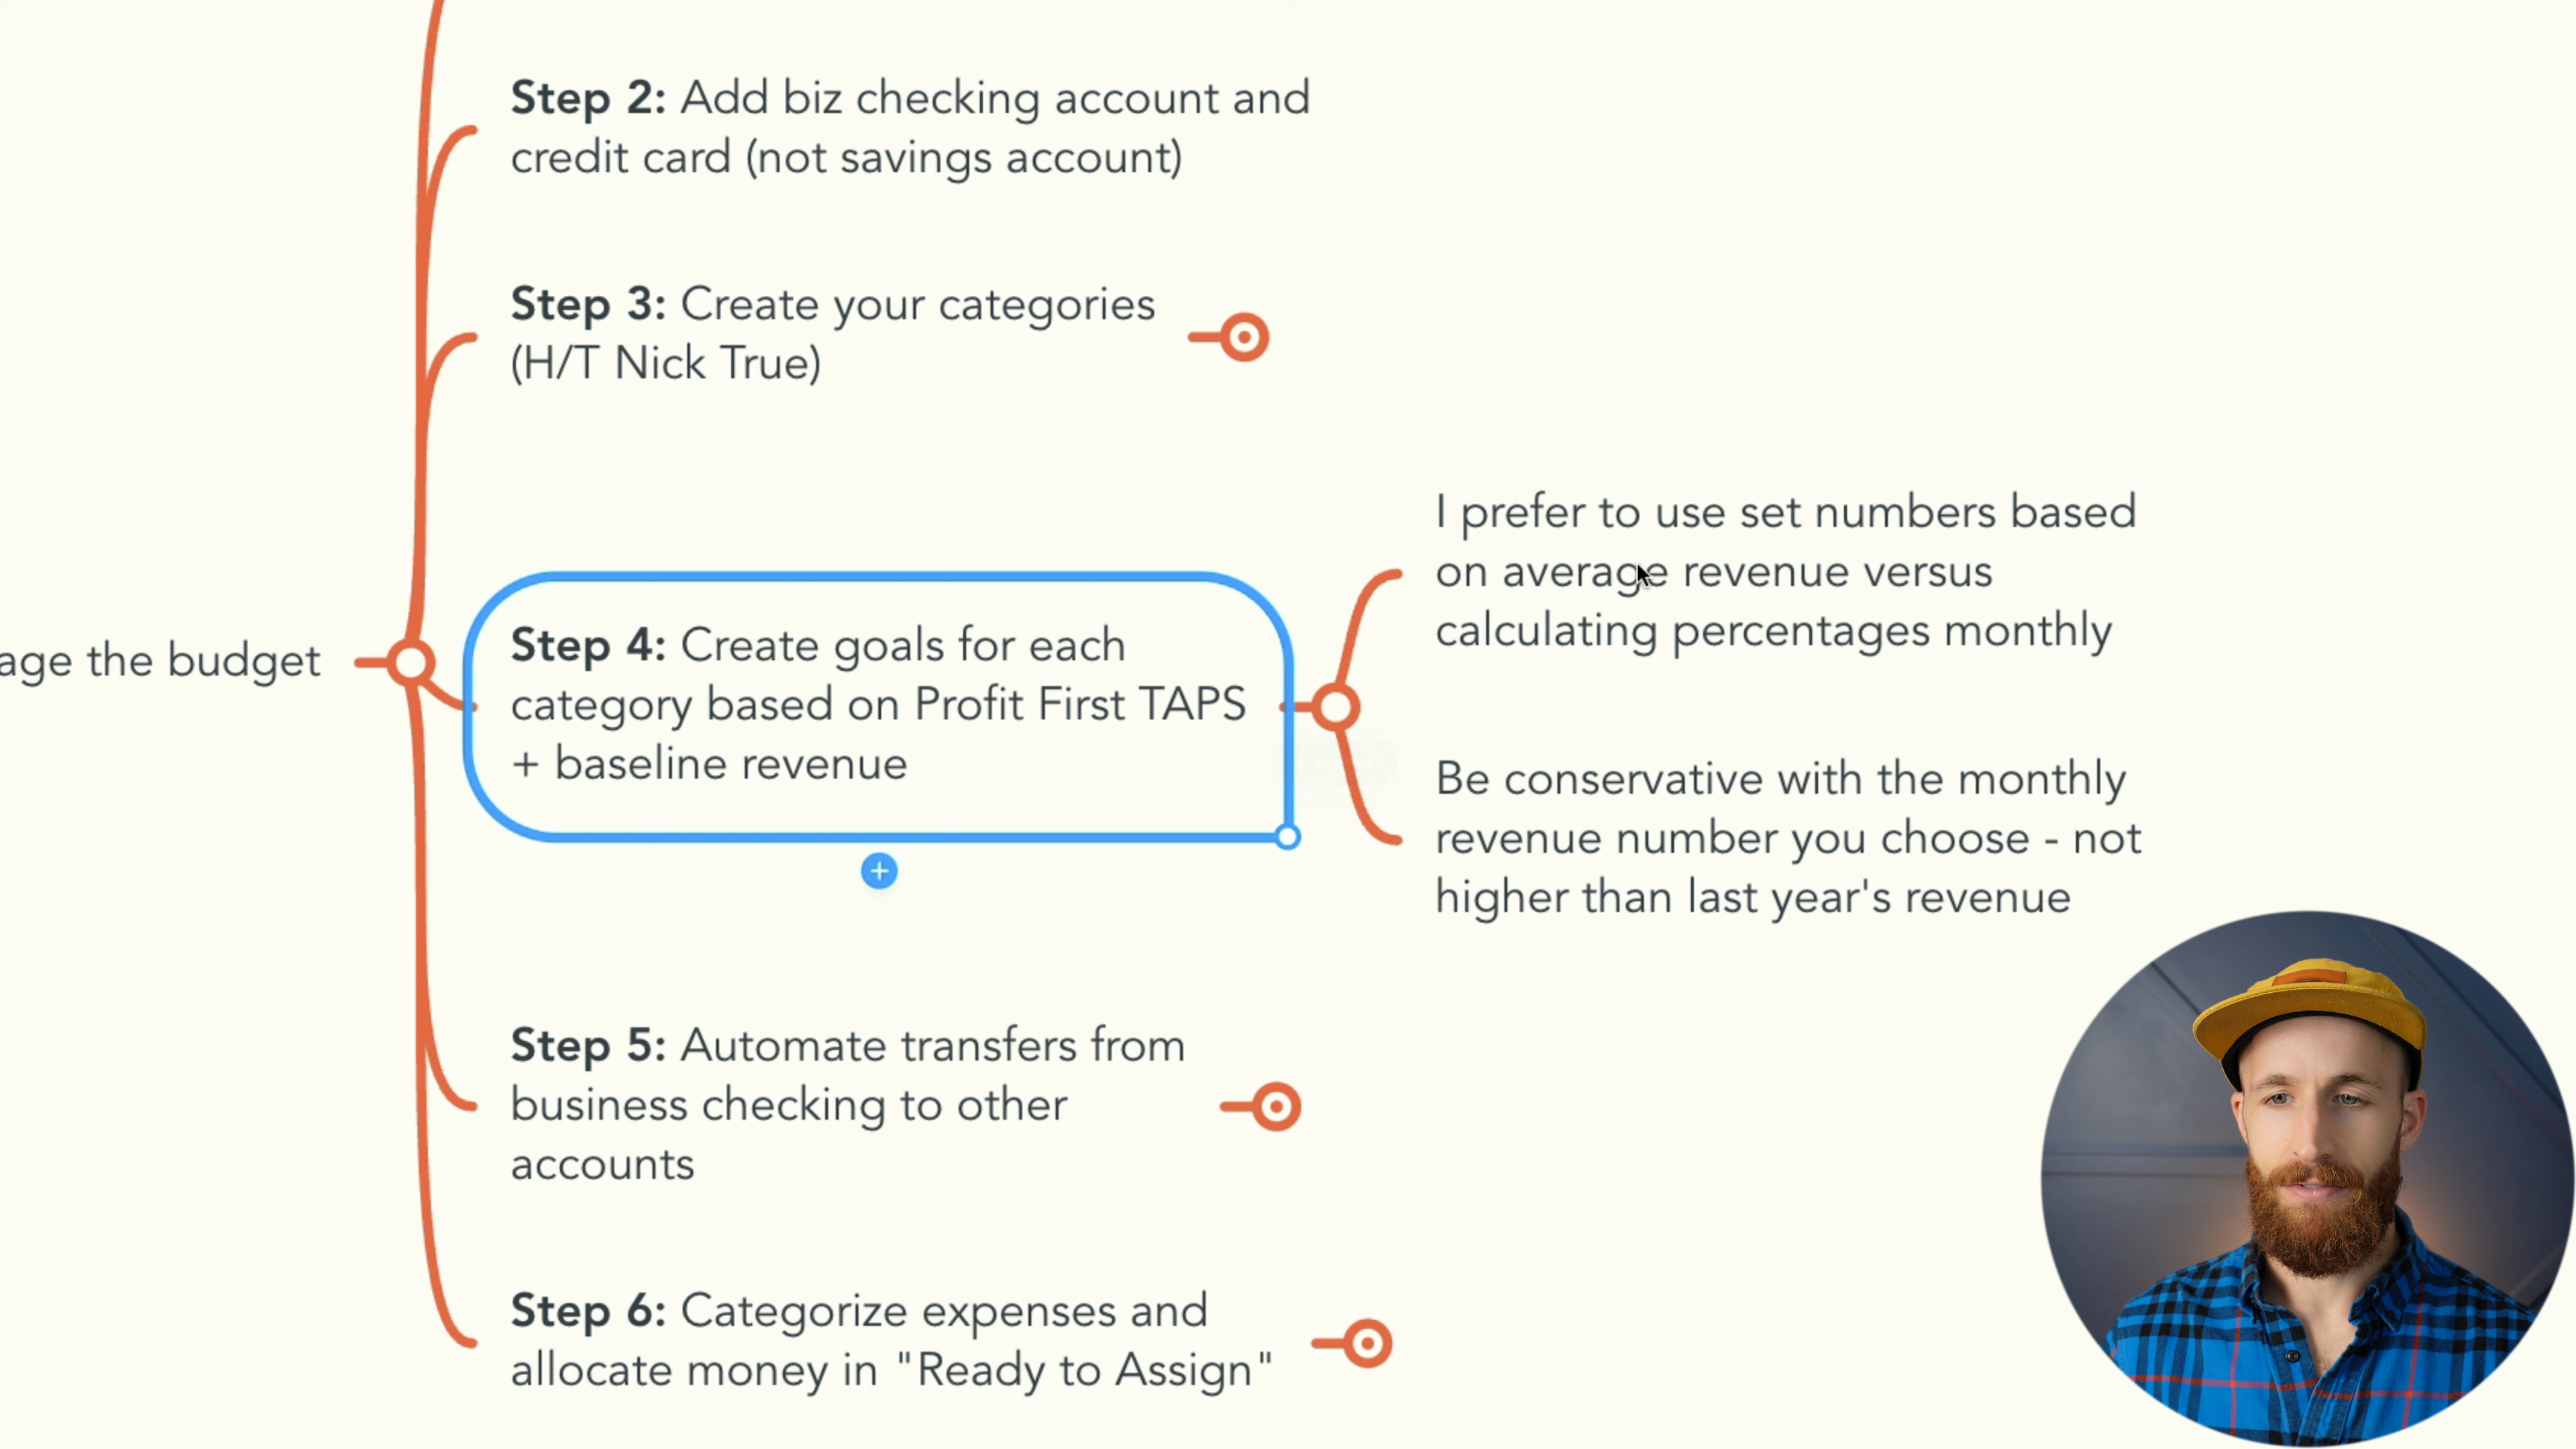 Step 2: Add biz checking account and
credit card (not savings account)
Step 3: Create your categories
(H/T Nick True)
I prefer to use set numbers based
on average revenue versus
calculating percentages monthly
age the budget
Step 4: Create goals for each
category based on Profit First TAPS
+ baseline revenue
Be conservative with the monthly
revenue number you choose - not
higher than last year's revenue
Step 5: Automate transfers from
business checking to other
accounts
Step 6: Categorize expenses and
allocate money in "Ready to Assign"